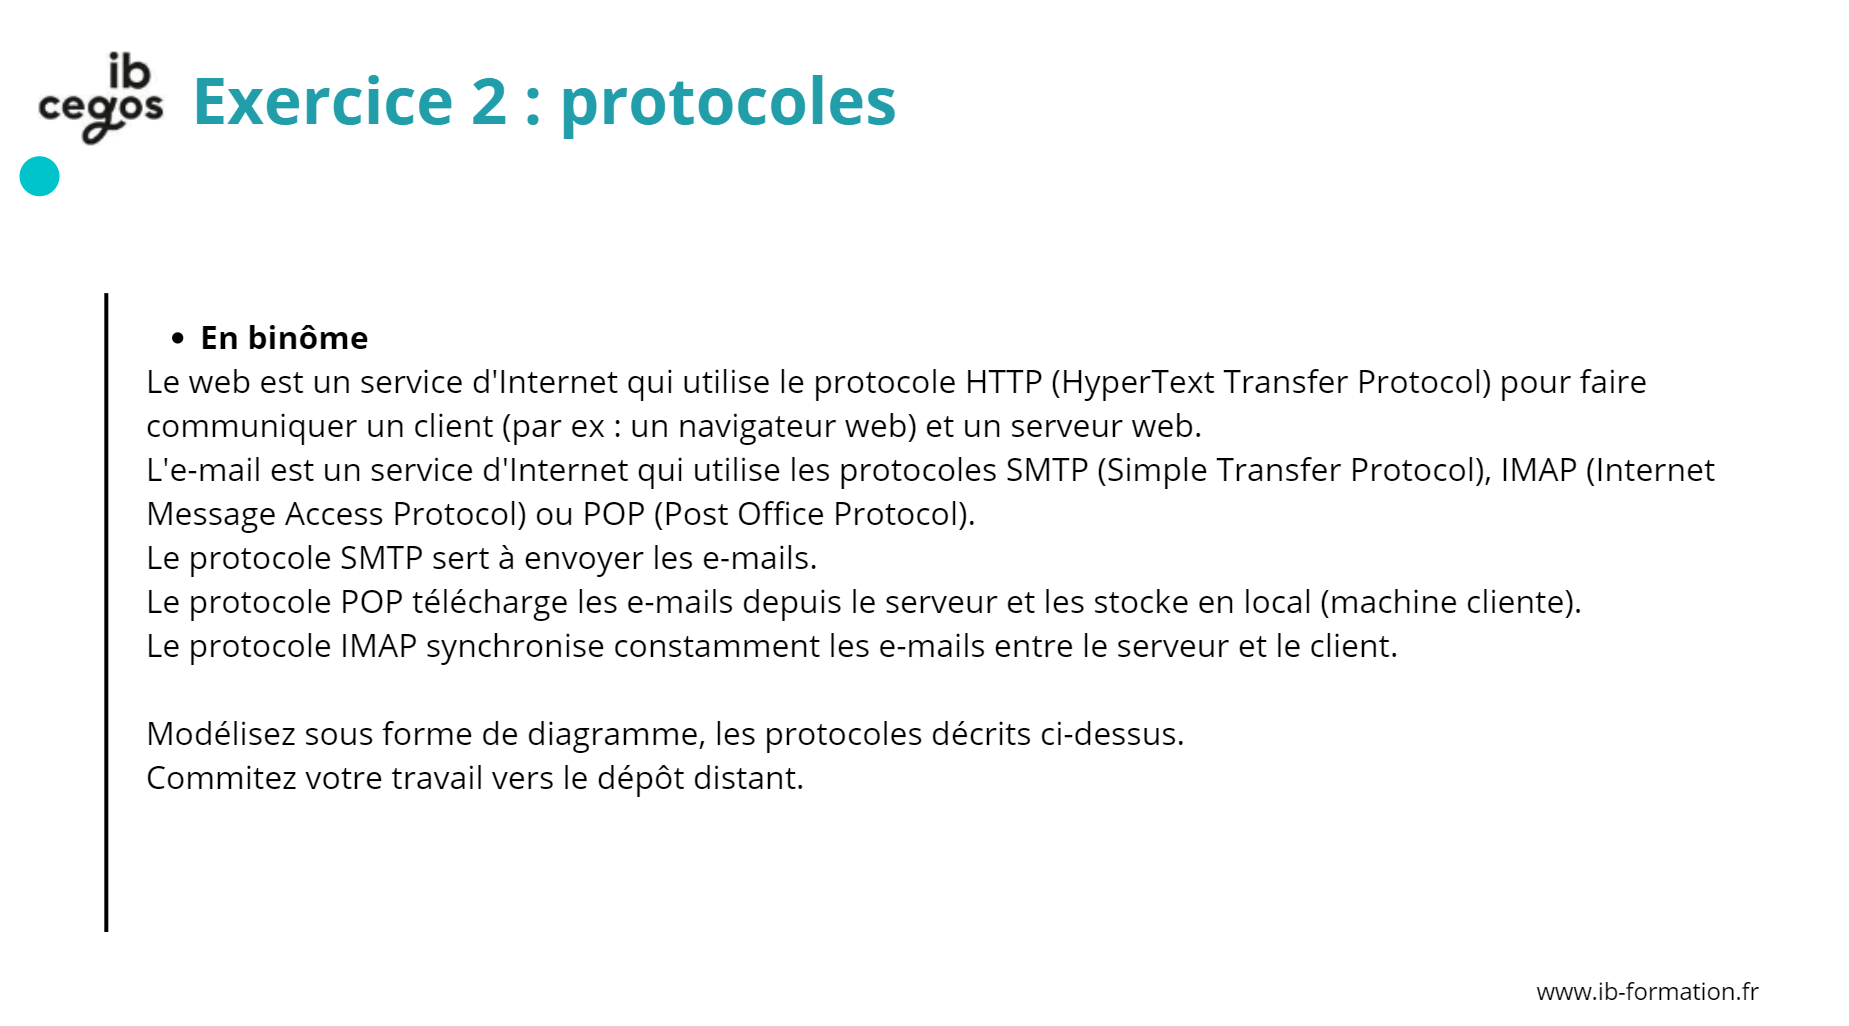 ib
cegos
Exercice 2 : protocoles
• En binôme
Le web est un service d'Internet qui utilise le protocole HTTP (HyperText Transfer Protocol) pour faire
communiquer un client (par ex : un navigateur web) et un serveur web.
L'e-mail est un service d'Internet qui utilise les protocoles SMTP (Simple Transfer Protocol), IMAP (Internet
Message Access Protocol) ou POP (Post Office Protocol).
Le protocole SMTP sert à envoyer les e-mails.
Le protocole POP télécharge les e-mails depuis le serveur et les stocke en local (machine cliente).
Le protocole IMAP synchronise constamment les e-mails entre le serveur et le client.
Modélisez sous forme de diagramme, les protocoles décrits ci-dessus.
Commitez votre travail vers le dépôt distant.
www.ib-formation.fr